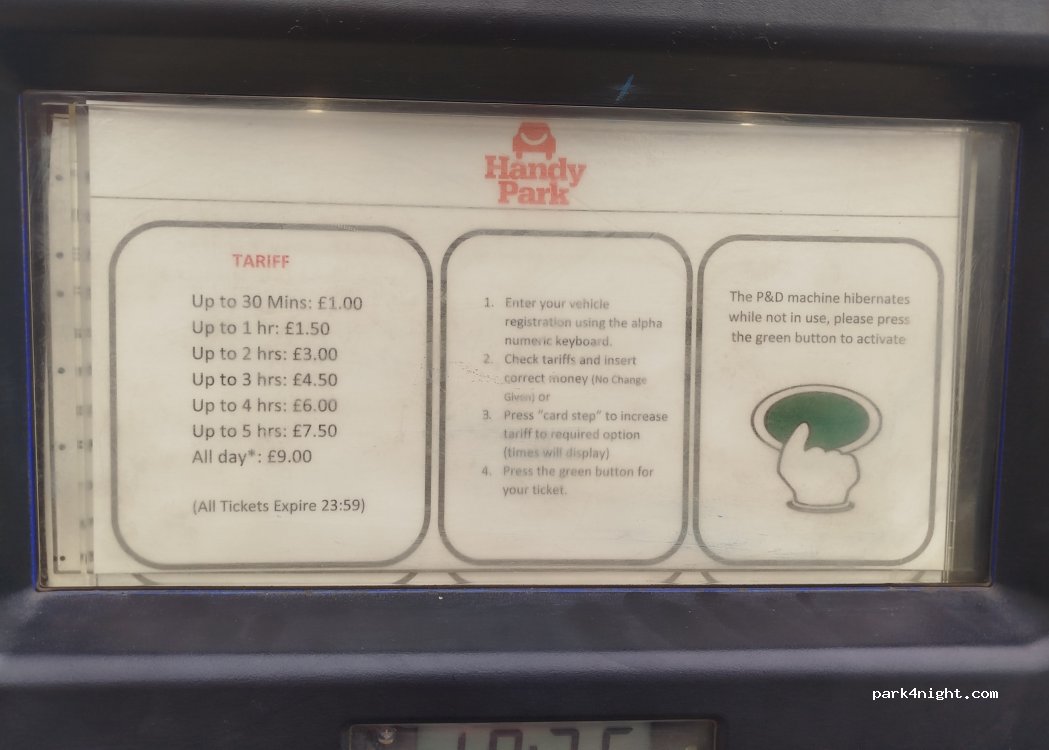 Handy
Park
TARIFF
Up to 30 Mins: £1.00
Up to 1 hr: £1.50
Up to 2 hrs: £3.00
Up to 3 hrs: £4.50
Up to 4 hrs: £6.00
Up to 5 hrs: £7.50
All day*: £9.00
(All Tickets Expire 23:59)
1. Enter your vehicle
registration using the alpha
numeric keyboard.
2. Check tariffs and insert
correct money (No Change
Given) or
3. Press “card step” to increase
tariff to required option
(times will display)
4. Press the green button for
your ticket.
The P&D machine hibernates
while not in use, please press
the green button to activate
park4night.com